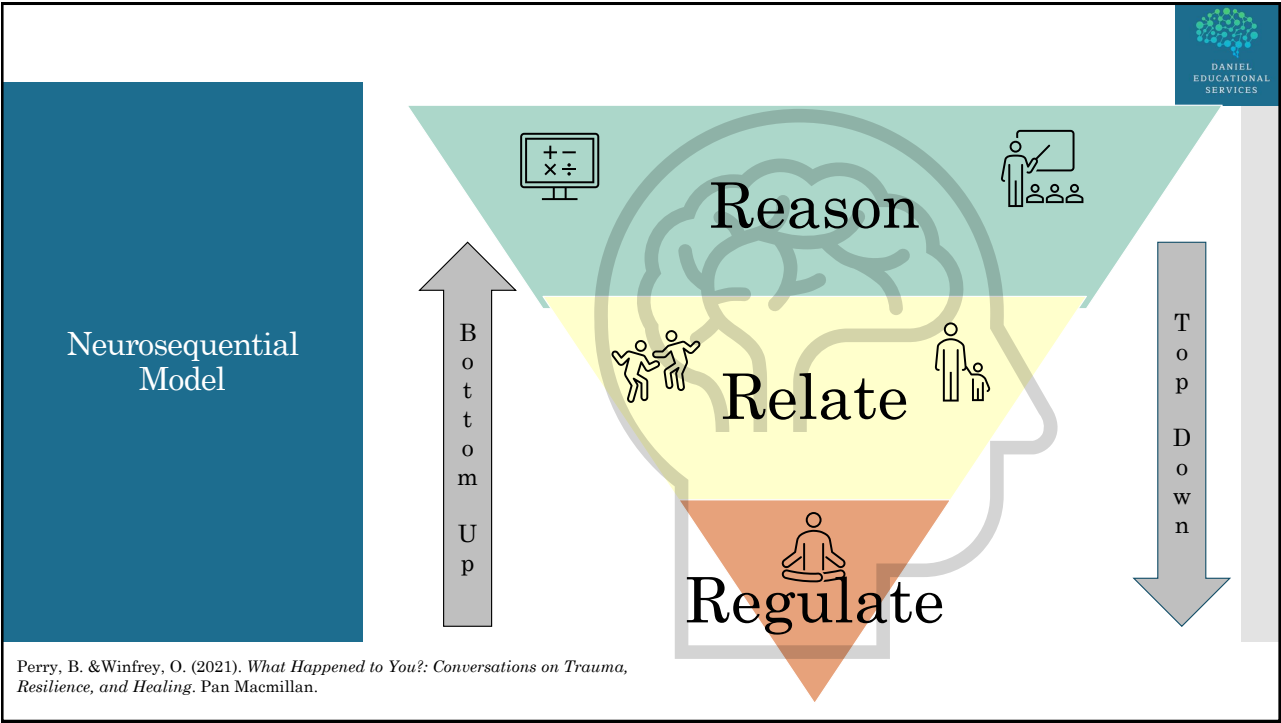 DANIEL
EDUCATIONAL
SERVICES
Neurosequential
Model
Reason
Relate
Regulate
Bottom Up
Top Down
Perry, B. &Winfrey, O. (2021). What Happened to You?: Conversations on Trauma,
Resilience, and Healing. Pan Macmillan.